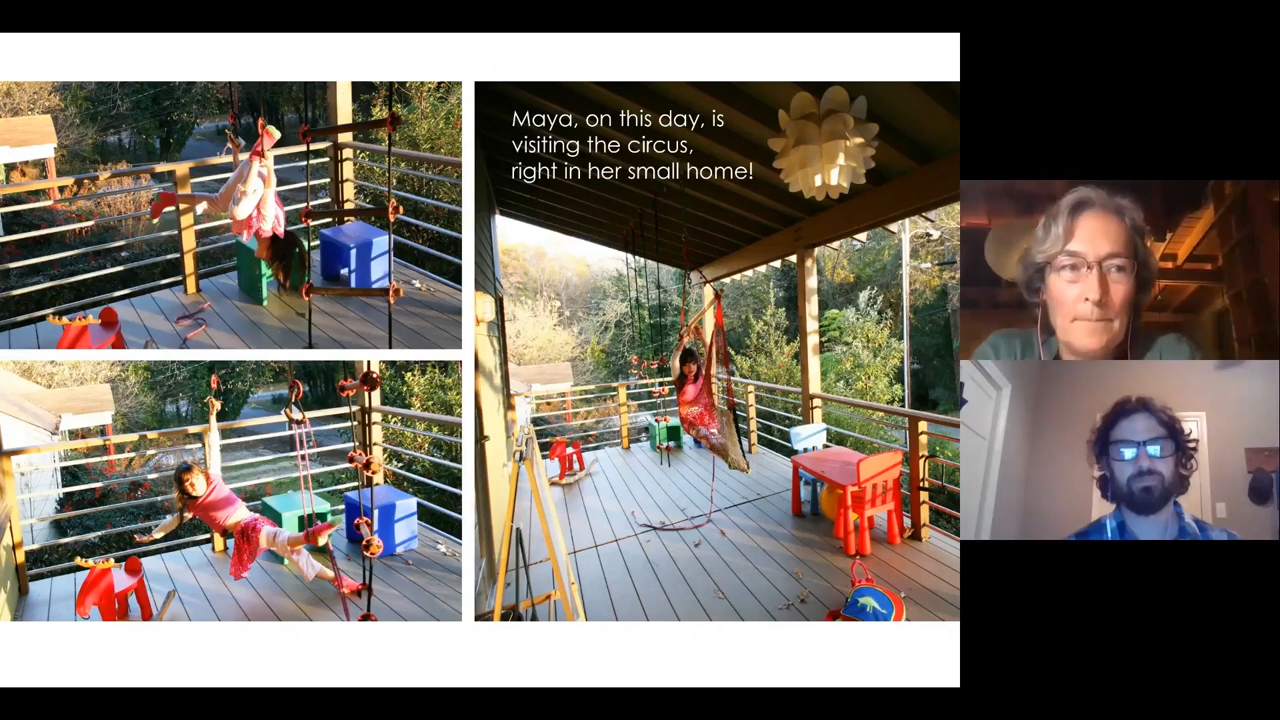 Maya, on this day, is
visiting the circus,
right in her small home!